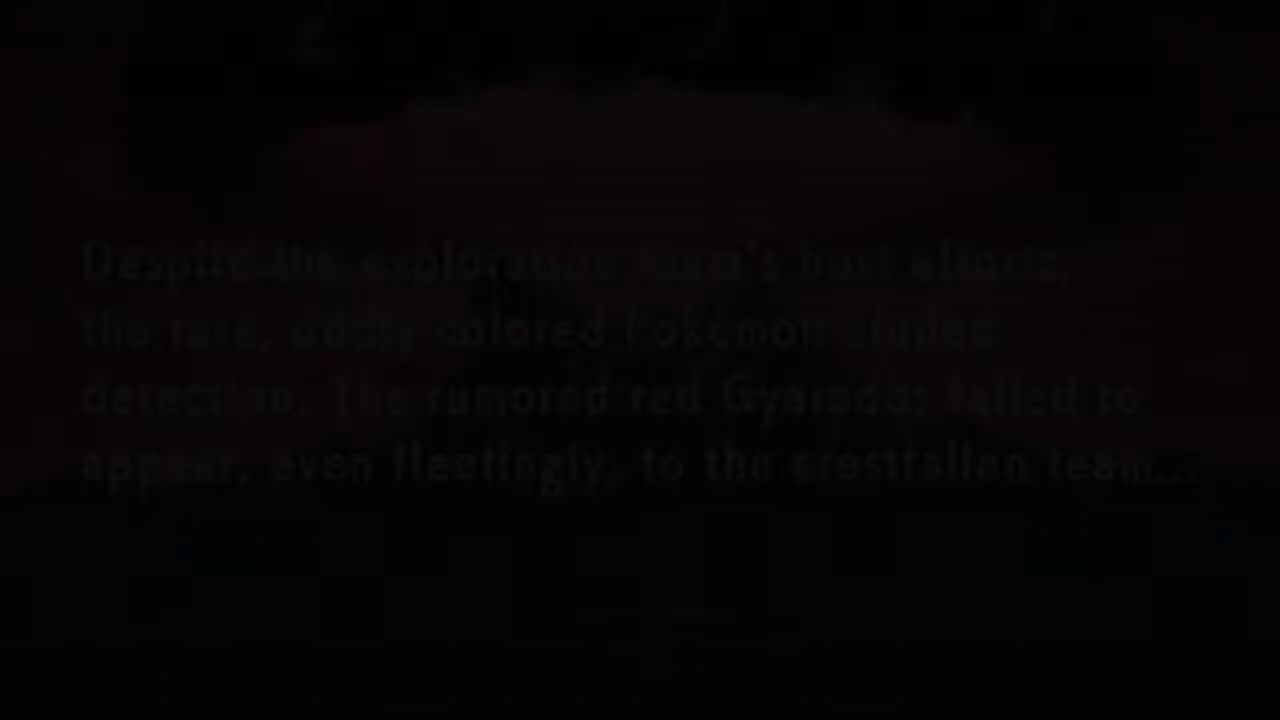 Despite the exploration team's best efforts,
the rare, oddly colored Pokémon eluded
detection. The rumored red Gyarados failed to
appear, even fleetingly, to the crestfallen team...